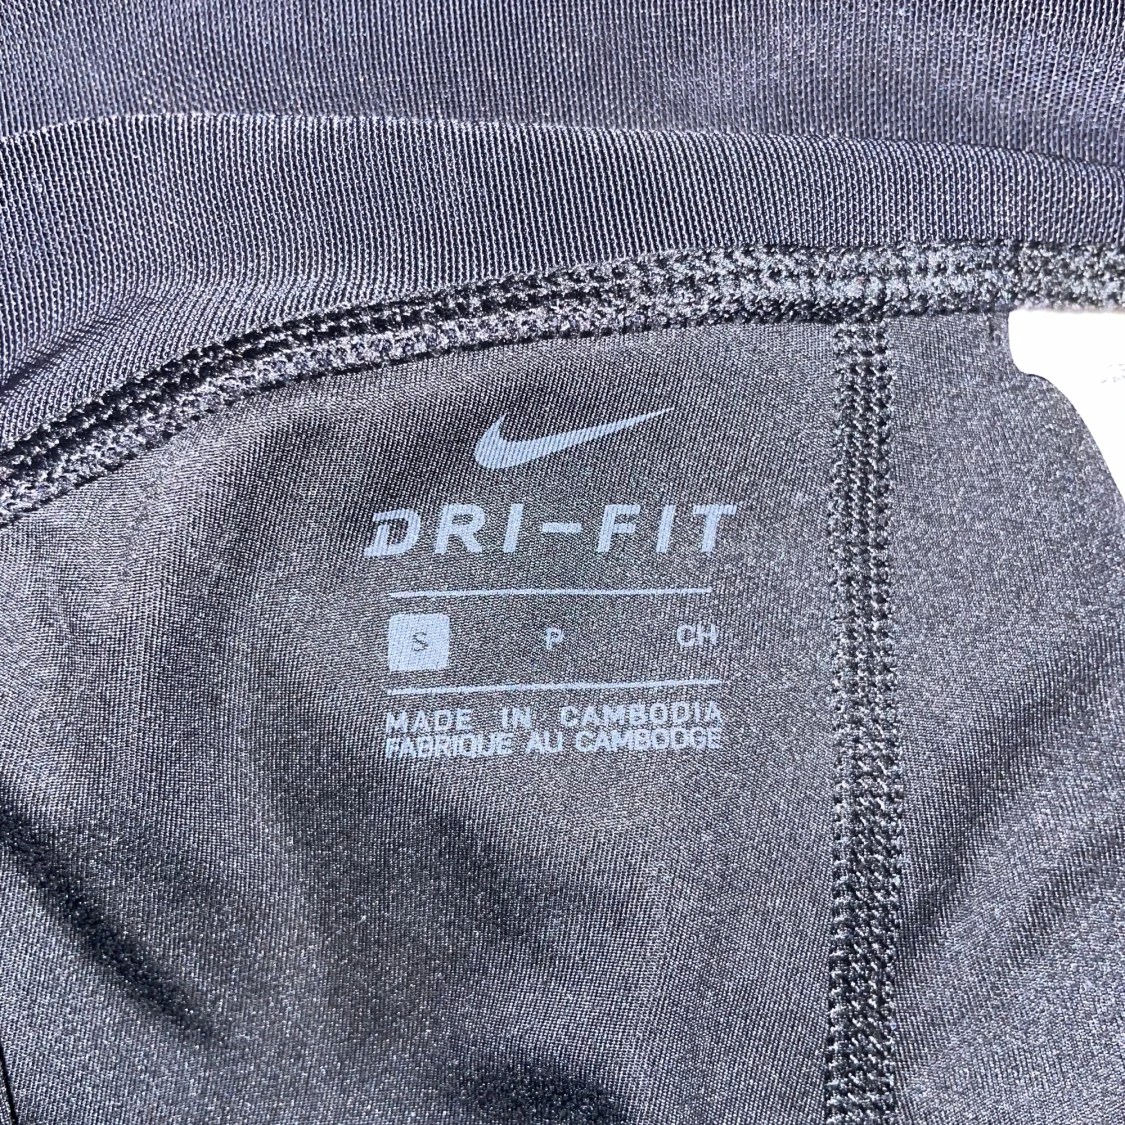 DRI-FIT
S P CH
MADE IN CAMBODIA
FABRIQUE AU CAMBODGE